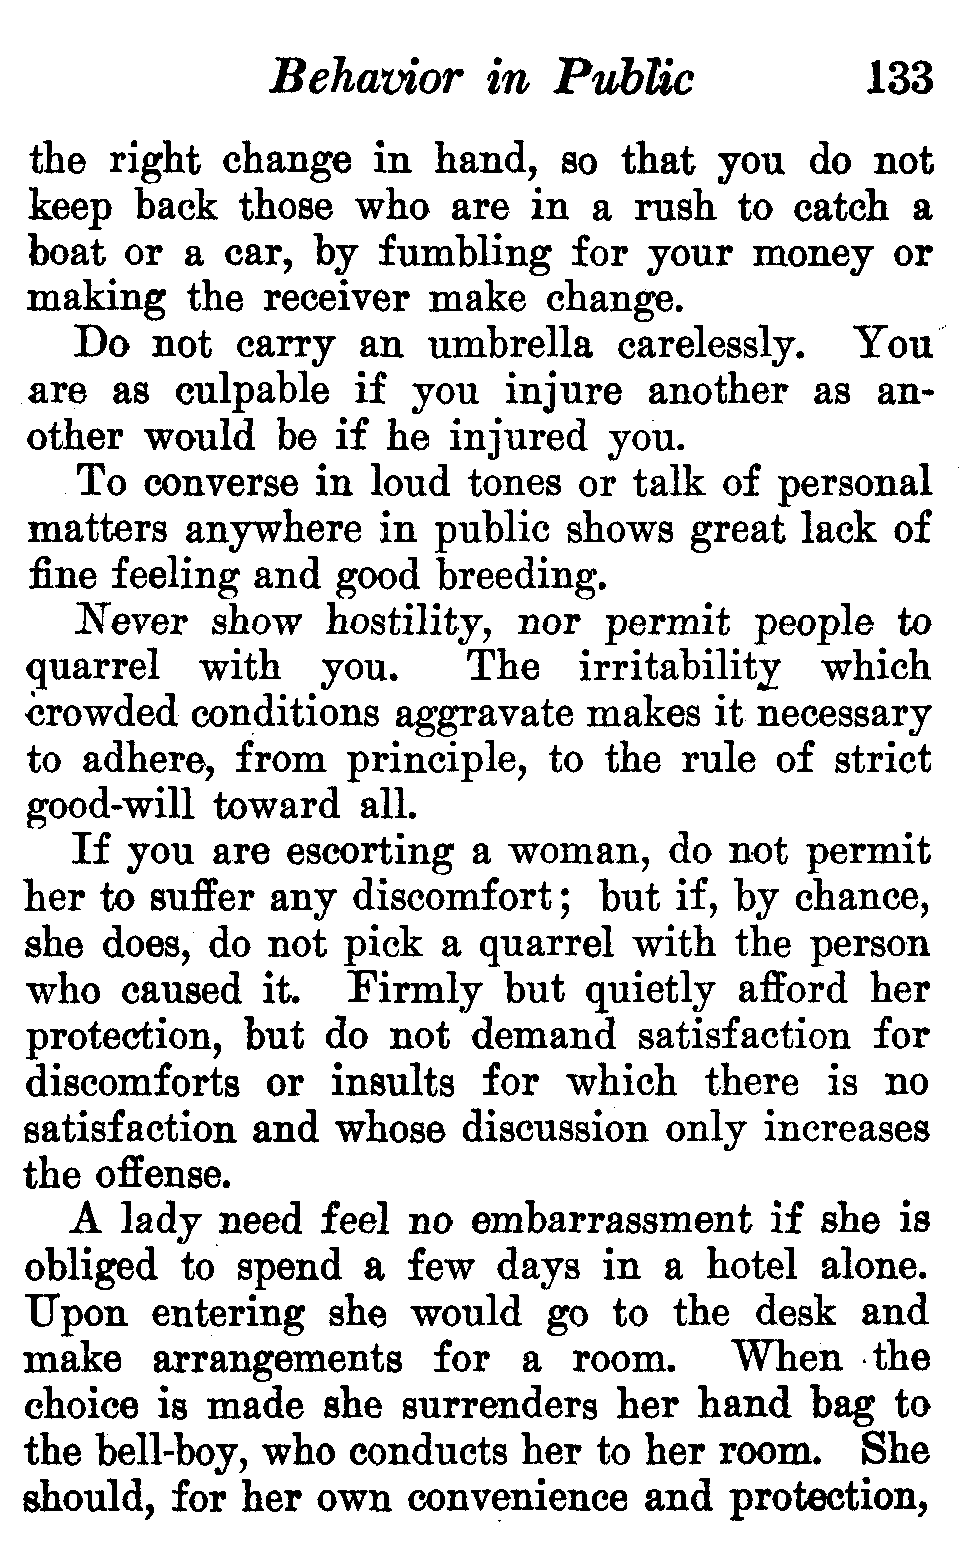 Behavior in Public 133
the right change in hand, so that you do not
keep back those who are in a rush to catch a
boat or a car, by fumbling for your money or
making the receiver make change.
Do not carry an umbrella carelessly. You
are as culpable if you injure another as an-
other would be if he injured you.
To converse in loud tones or talk of personal
matters anywhere in public shows great lack of
fine feeling and good breeding.
Never show hostility, nor permit people to
quarrel with you. The irritability which
crowded conditions aggravate makes it necessary
to adhere, from principle, to the rule of strict
good-will toward all.
If you are escorting a woman, do not permit
her to suffer any discomfort; but if, by chance,
she does, do not pick a quarrel with the person
who caused it. Firmly but quietly afford her
protection, but do not demand satisfaction for
discomforts or insults for which there is no
satisfaction and whose discussion only increases
the offense.
A lady need feel no embarrassment if she is
obliged to spend a few days in a hotel alone.
Upon entering she would go to the desk and
make arrangements for a room. When the
choice is made she surrenders her hand bag to
the bell-boy, who conducts her to her room. She
should, for her own convenience and protection,